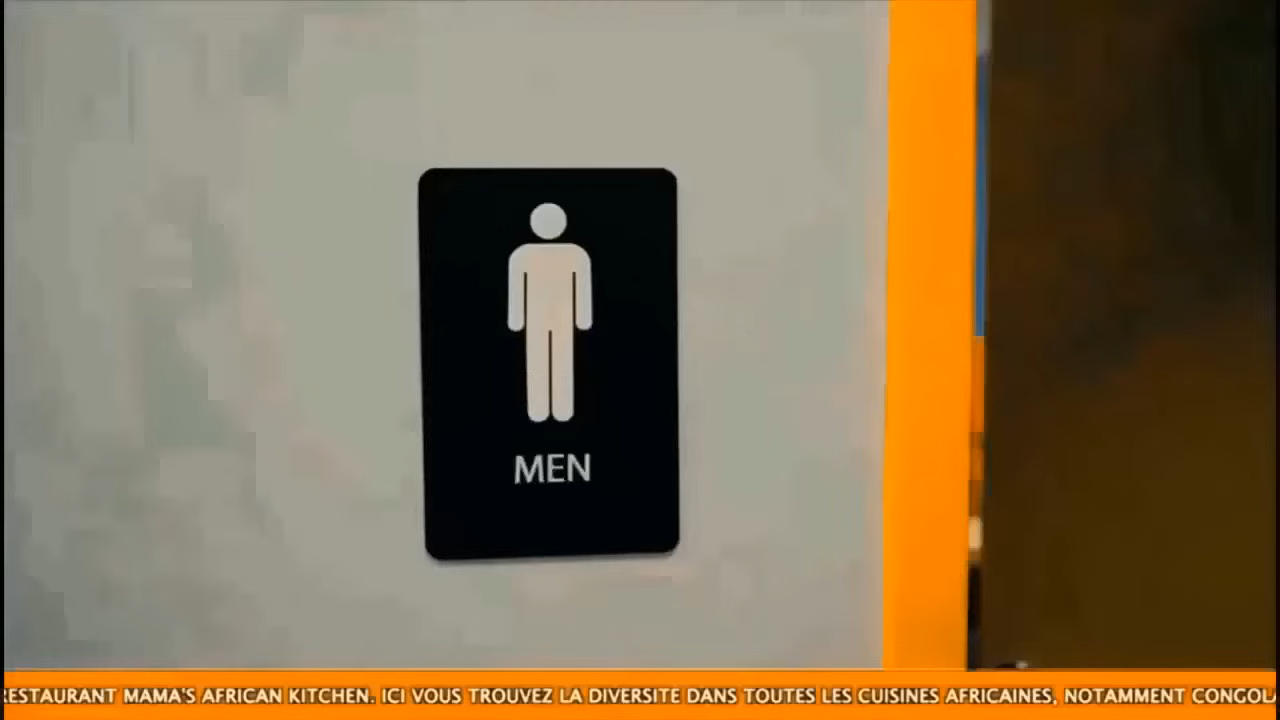 MEN
RESTAURANT MAMA'S AFRICAN KITCHEN. ICI VOUS TROUVEZ LA DIVERSITE DANS TOUTES LES CUISINES AFRICAINES, NOTAMMENT CONGOLA